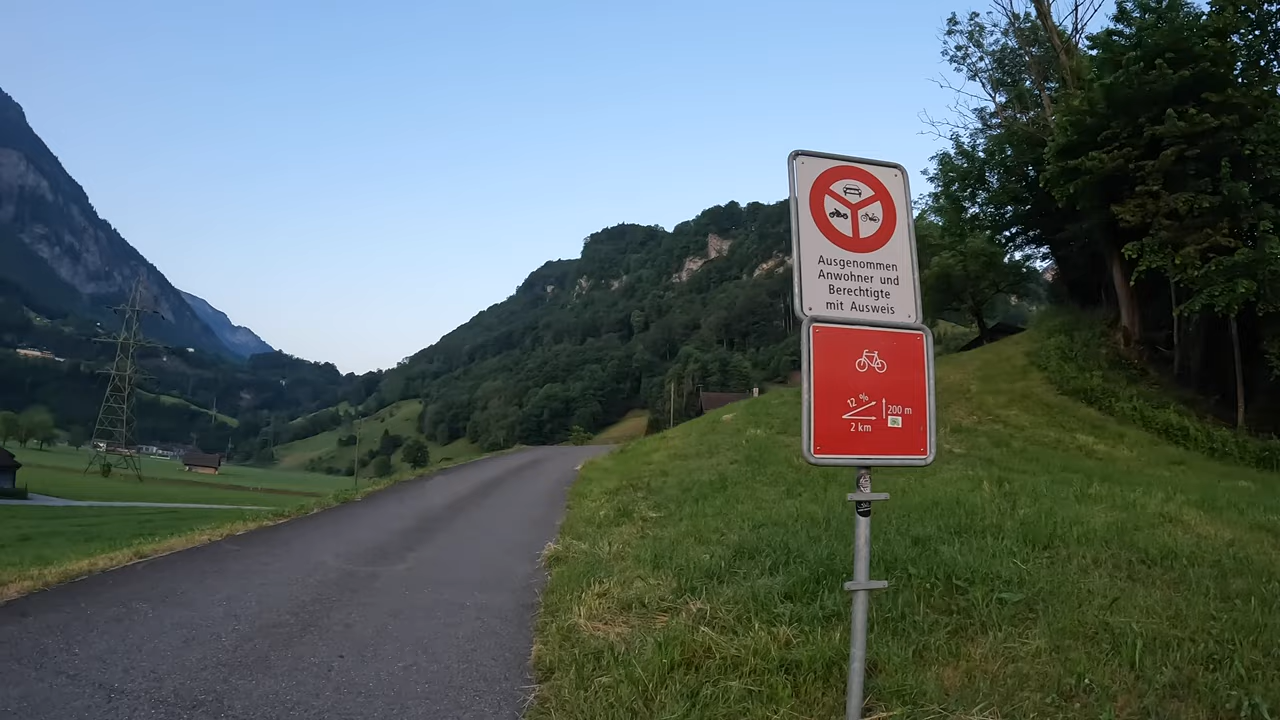 Ausgenommen
Anwohner und
Berechtigte
mit Ausweis
12 %
200 m
2 km